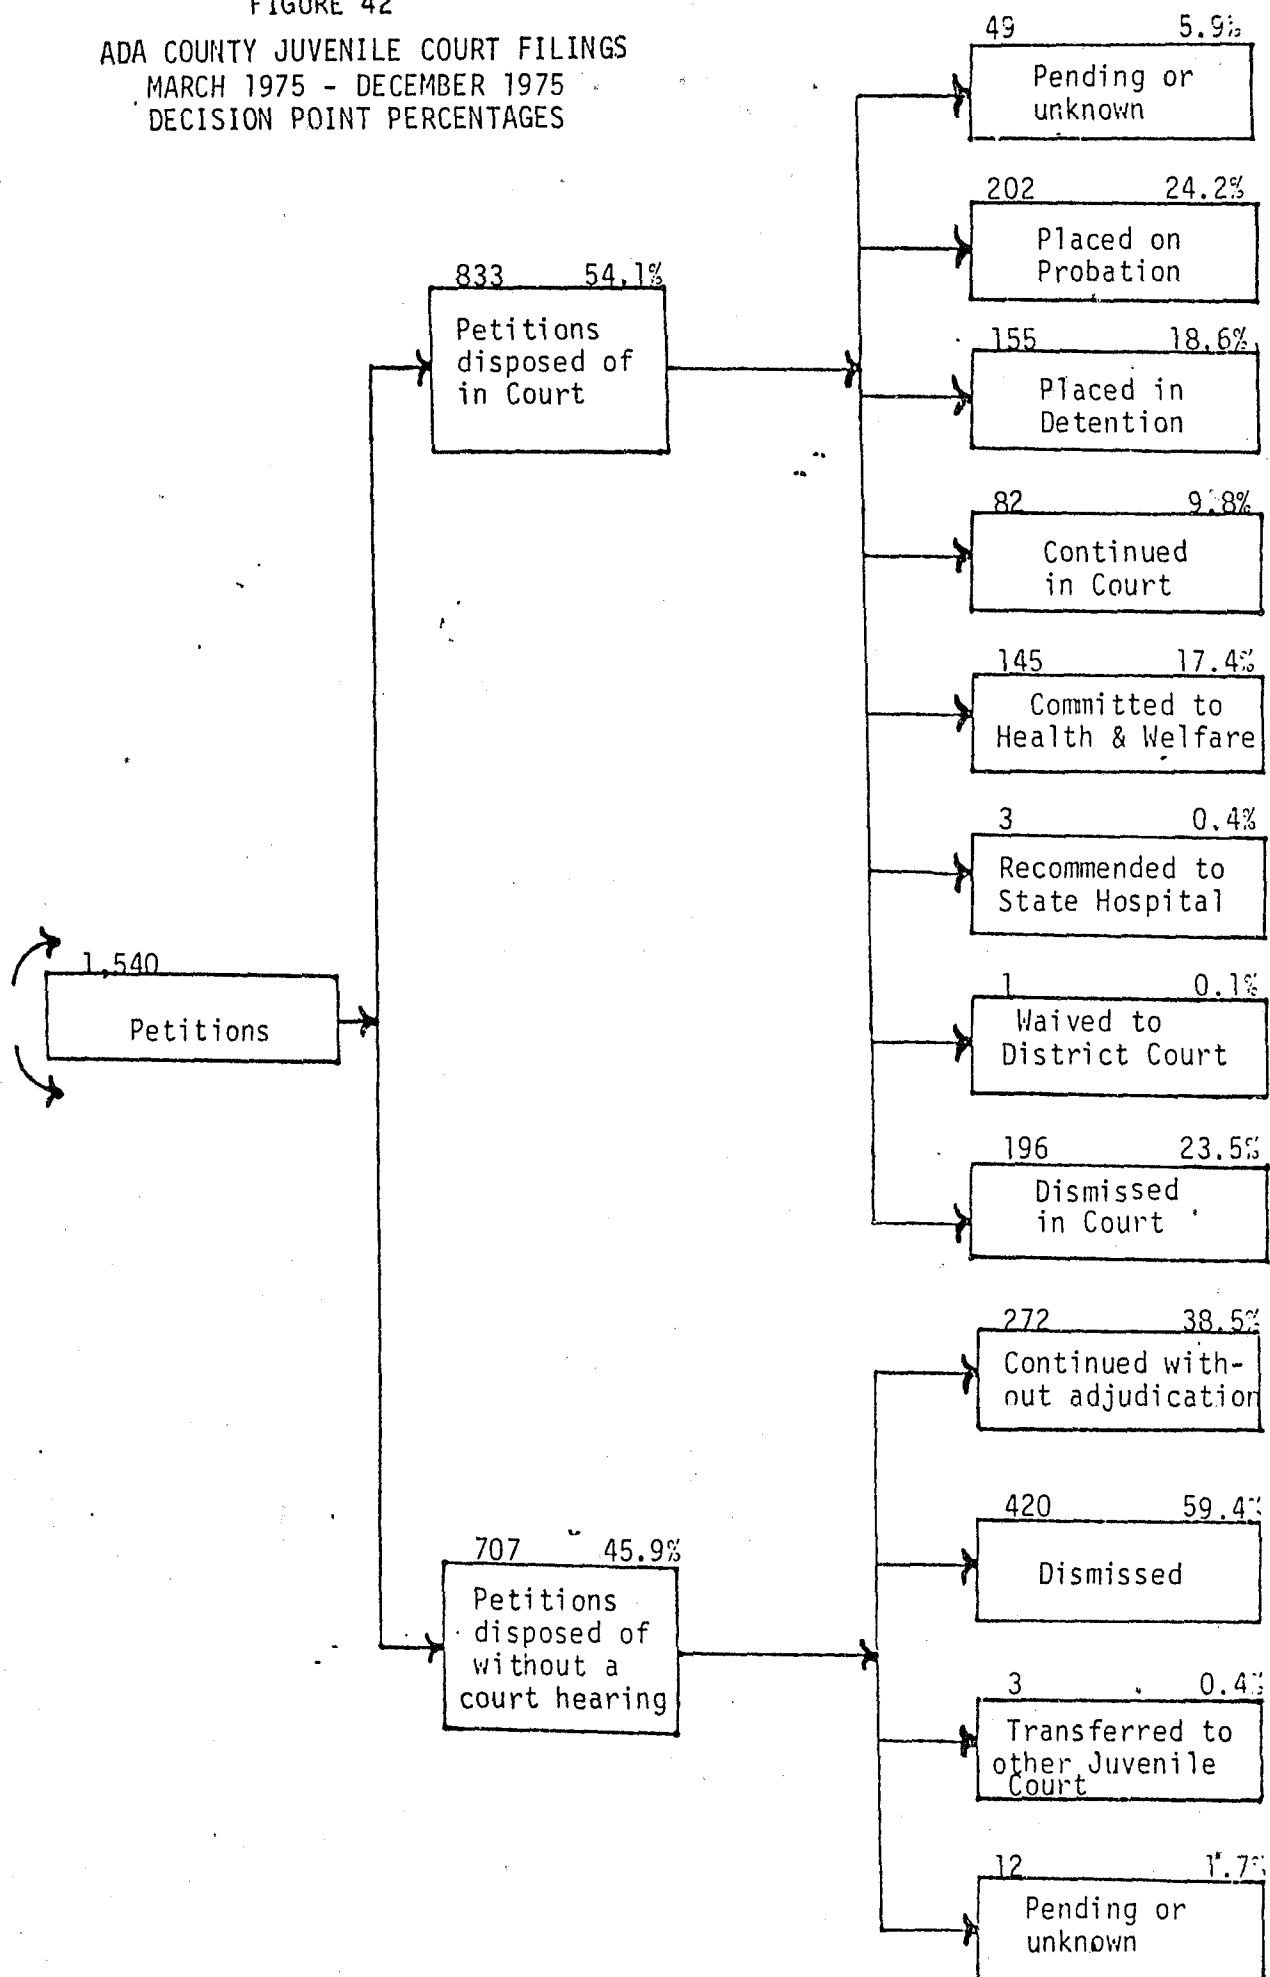 FIGURE 42
ADA COUNTY JUVENILE COURT FILINGS
MARCH 1975 - DECEMBER 1975
DECISION POINT PERCENTAGES
49 5.9%
Pending or
unknown
202 24.2%
Placed on
Probation
833 54.1%
Petitions
disposed of
in Court
155 18.6%
Placed in
Detention
82 9.8%
Continued
in Court
145 17.4%
Committed to
Health & Welfare
3 0.4%
Recommended to
State Hospital
1,540
Petitions
1 0.1%
Waived to
District Court
196 23.5%
Dismissed
in Court
272 38.5%
Continued with-
out adjudication
420 59.4%
Dismissed
707 45.9%
Petitions
disposed of
without a
court hearing
3 0.4%
Transferred to
other Juvenile
Court
12 1.7%
Pending or
unknown